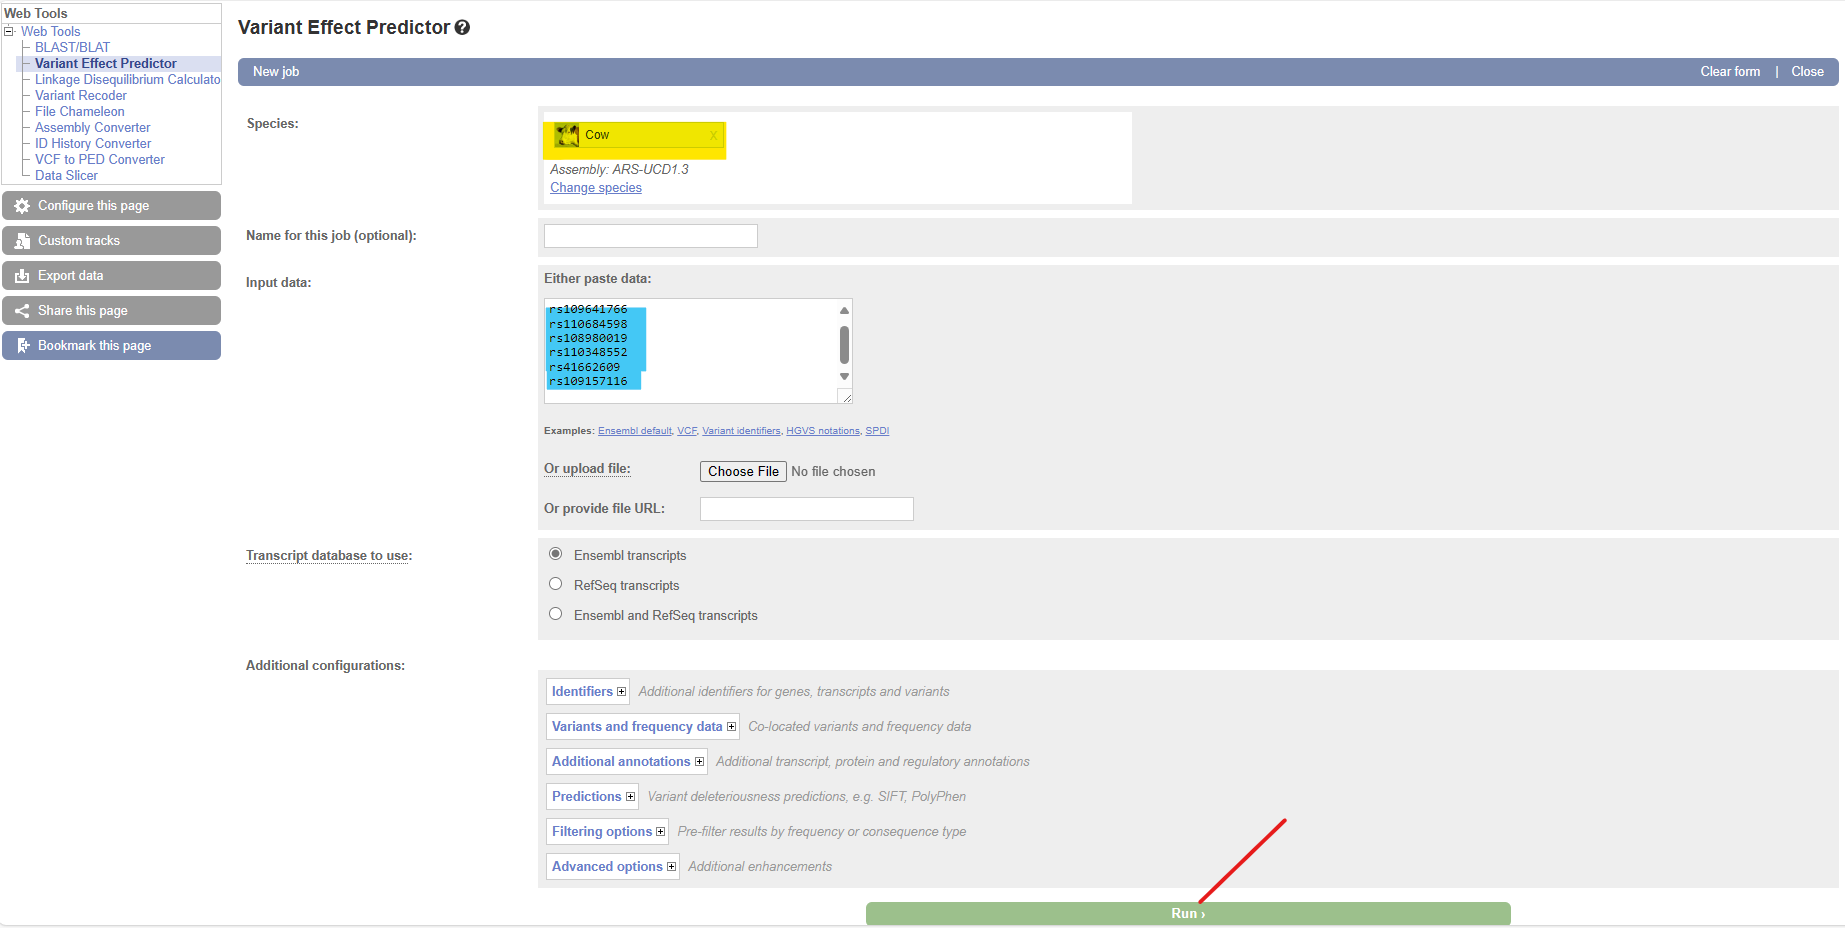 Web Tools
Web Tools
BLAST/BLAT
Variant Effect Predictor
Linkage Disequilibrium Calculato
Variant Recoder
File Chameleon
Assembly Converter
ID History Converter
VCF to PED Converter
Data Slicer
Configure this page
Custom tracks
Export data
Share this page
Bookmark this page
Variant Effect Predictor
New job Clear form | Close
Species:
Cow x
Assembly: ARS-UCD1.3
Change species
Name for this job (optional):
Input data:
Either paste data:
rs109641766
rs110684598
rs108980019
rs110348552
rs41662609
rs109157116
Examples: Ensembl default, VCF, Variant identifiers, HGVS notations, SPDI
Or upload file: Choose File No file chosen
Or provide file URL:
Transcript database to use:
Ensembl transcripts
RefSeq transcripts
Ensembl and RefSeq transcripts
Additional configurations:
Identifiers Additional identifiers for genes, transcripts and variants
Variants and frequency data Co-located variants and frequency data
Additional annotations Additional transcript, protein and regulatory annotations
Predictions Variant deleteriousness predictions, e.g. SIFT, PolyPhen
Filtering options Pre-filter results by frequency or consequence type
Advanced options Additional enhancements
Run ›